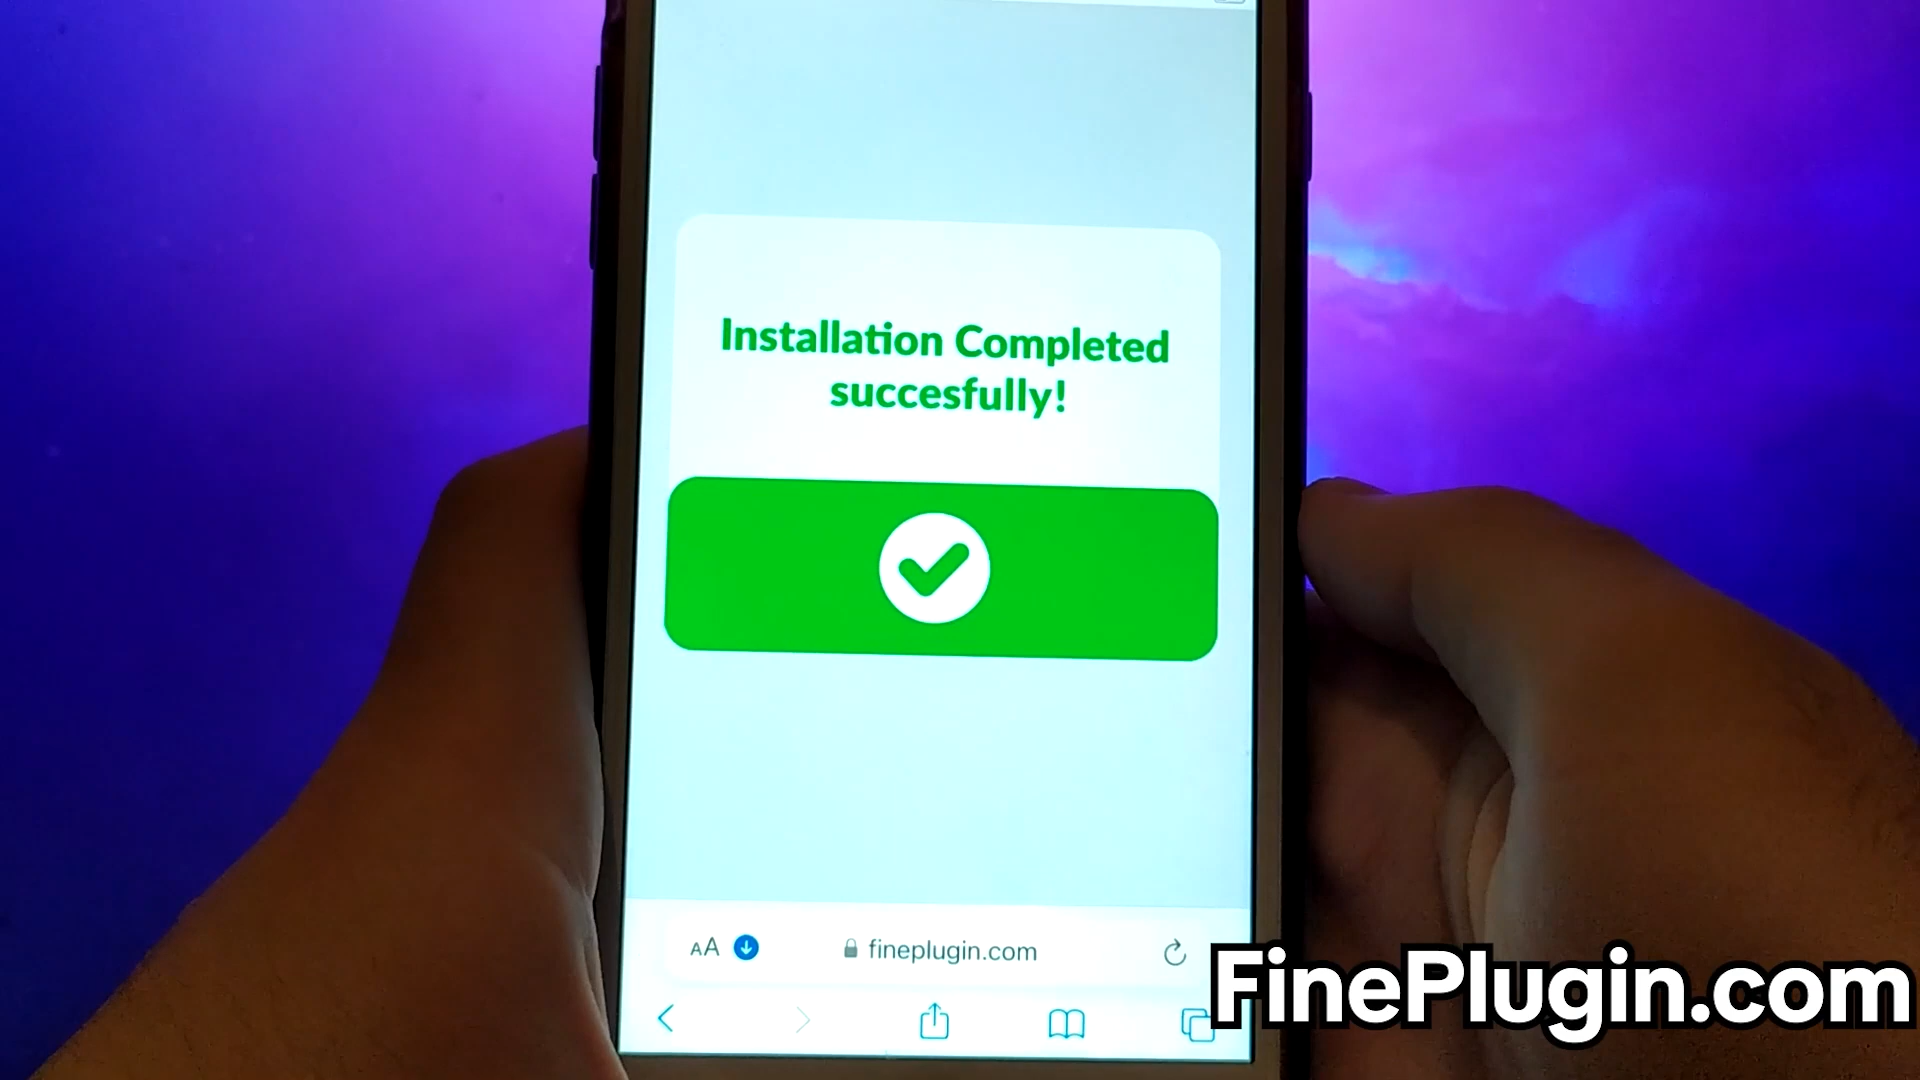 Installation Completed
succesfully!
AA
fineplugin.com
FinePlugin.com